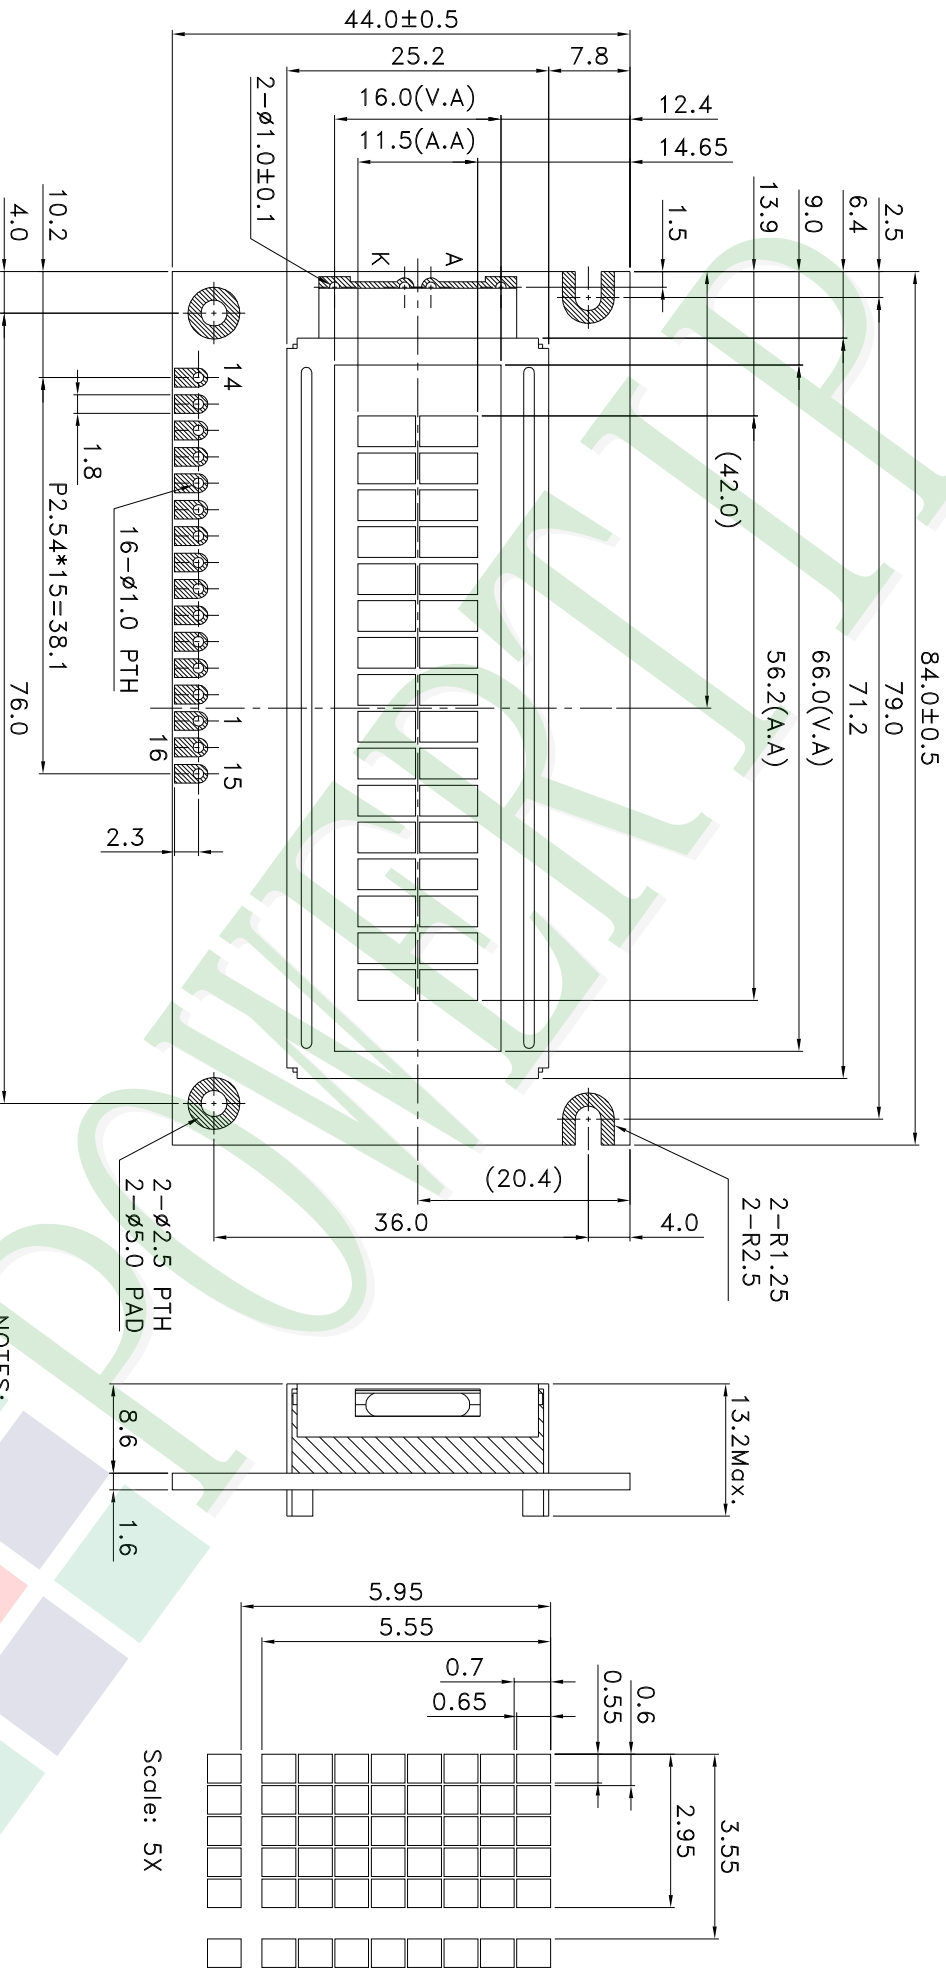 44.0±0.5
25.2
7.8
16.0(V.A)
12.4
11.5(A.A)
14.65
2-ø1.0±0.1
10.2
4.0
K
A
1.5
13.9
9.0
6.4
2.5
14
1.8
P2.54*15=38.1
16-ø1.0 PTH
76.0
1
16
15
2.3
(42.0)
56.2(A.A)
66.0(V.A)
71.2
79.0
84.0±0.5
(20.4)
36.0
4.0
2-ø2.5 PTH
2-ø5.0 PAD
2-R1.25
2-R2.5
NOTES:
8.6
1.6
13.2Max.
5.95
5.55
0.7
0.65
0.55
0.6
2.95
3.55
Scale: 5X
POWERTIP